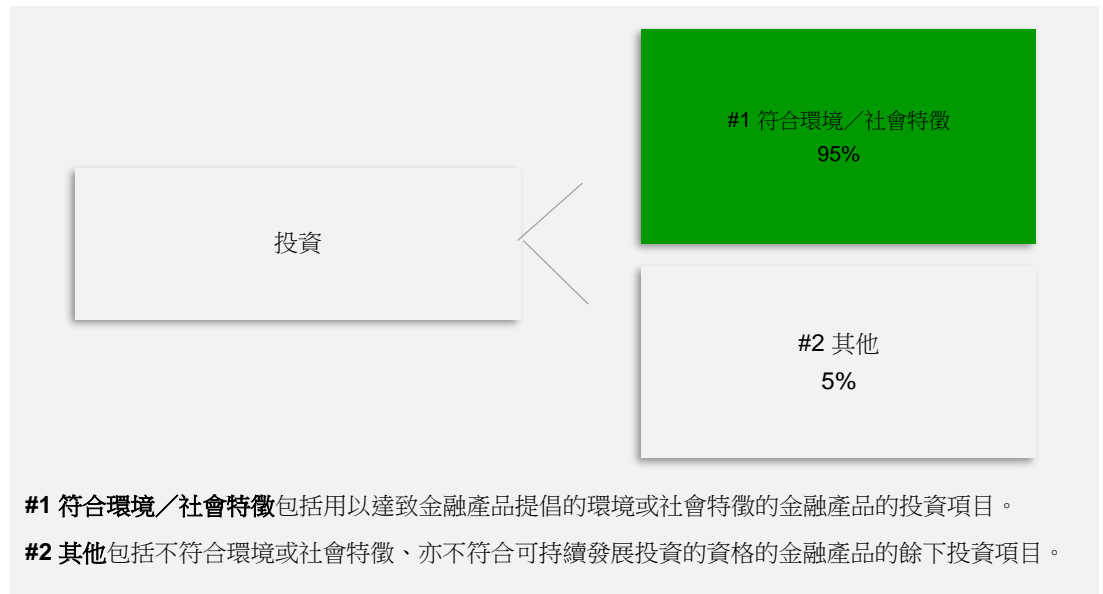 投資
#1 符合環境／社會特徵
95%
#2 其他
5%
#1 符合環境／社會特徵包括用以達致金融產品提倡的環境或社會特徵的金融產品的投資項目。
#2 其他包括不符合環境或社會特徵、亦不符合可持續發展投資的資格的金融產品的餘下投資項目。